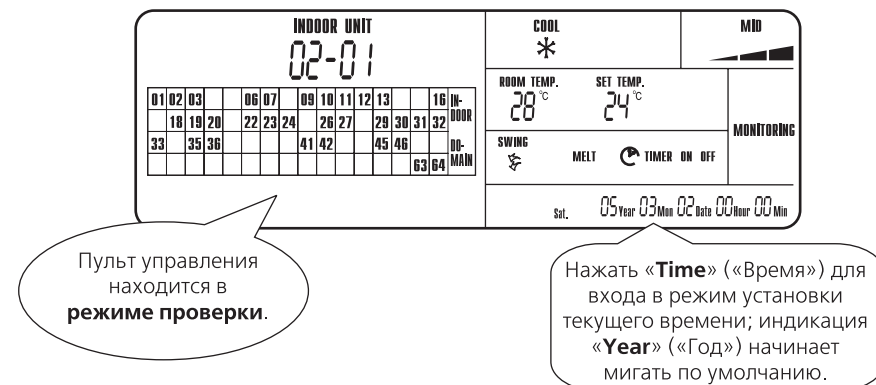 INDOOR UNIT
02-01
01 02 03 06 07 09 10 11 12 13 16 IN-
18 19 20 22 23 24 26 27 29 30 31 32 DOOR
33 35 36 41 42 45 46 DO-
63 64 MAIN
COOL
MID
ROOM TEMP. SET TEMP.
28 °C 24 °C
MONITORING
SWING
MELT TIMER ON OFF
Sat. 05 Year 03 Mon 02 Date 00 Hour 00 Min
Пульт управления
находится в
режиме проверки.
Нажать «Time» («Время») для
входа в режим установки
текущего времени; индикация
«Year» («Год») начинает
мигать по умолчанию.